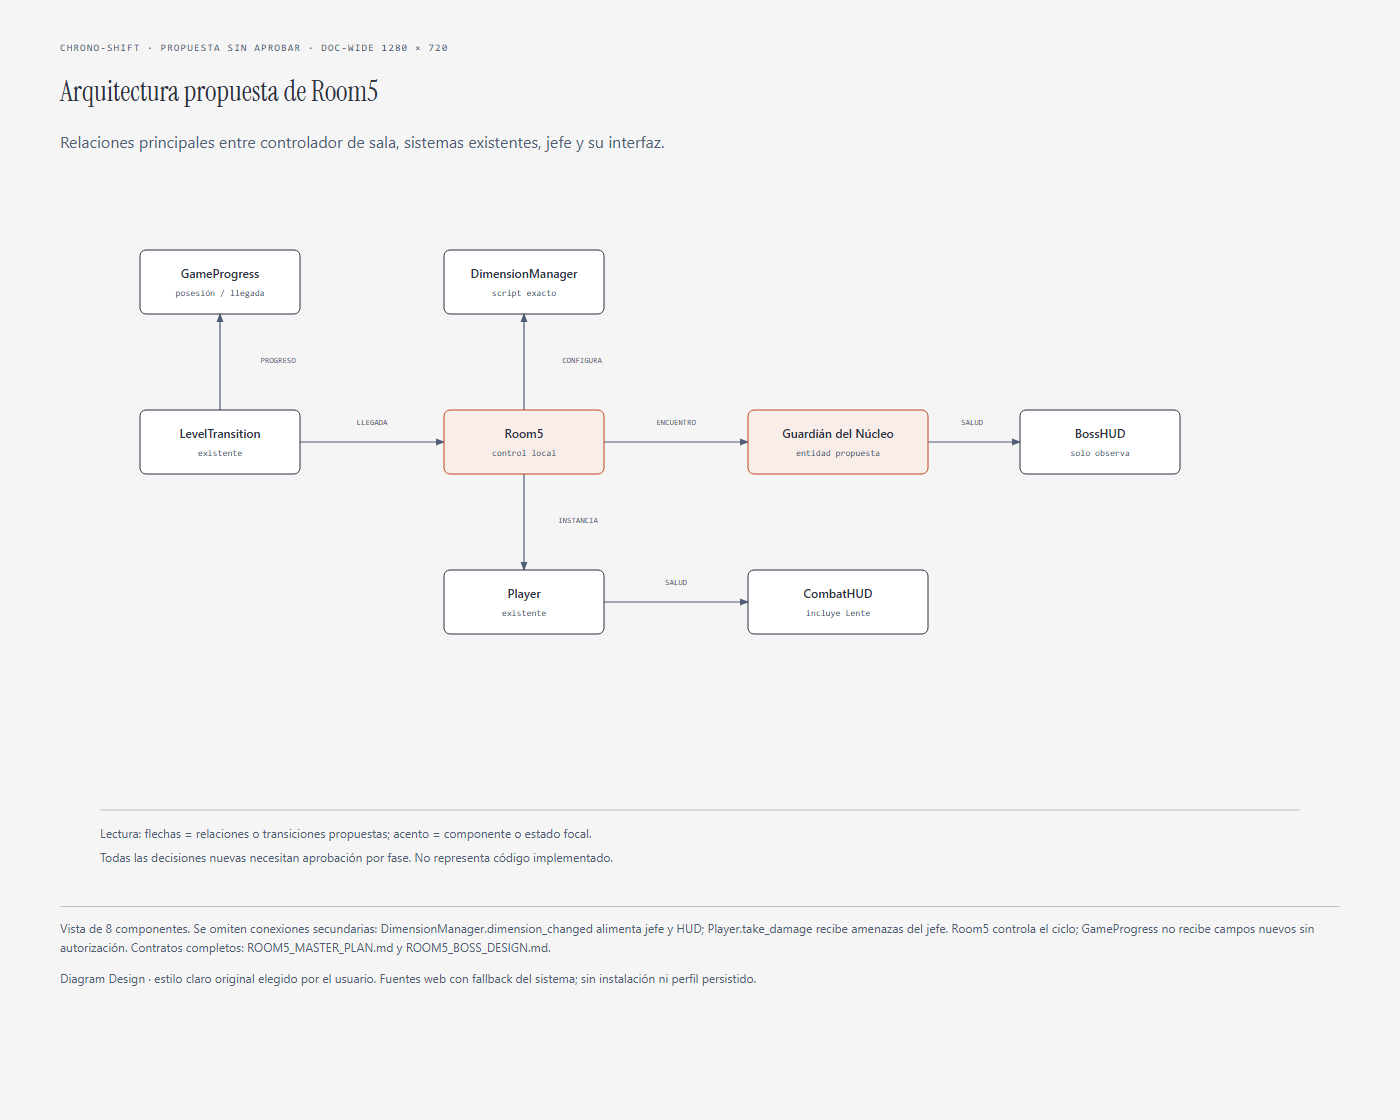 CHRONO-SHIFT · PROPUESTA SIN APROBAR · DOC-WIDE 1280 × 720
Arquitectura propuesta de Room5
Relaciones principales entre controlador de sala, sistemas existentes, jefe y su interfaz.
GameProgress
posesión / llegada
DimensionManager
script exacto
PROGRESO
CONFIGURA
LevelTransition
existente
LLEGADA
Room5
control local
ENCUENTRO
Guardián del Núcleo
entidad propuesta
SALUD
BossHUD
solo observa
INSTANCIA
Player
existente
SALUD
CombatHUD
incluye Lente
Lectura: flechas = relaciones o transiciones propuestas; acento = componente o estado focal.
Todas las decisiones nuevas necesitan aprobación por fase. No representa código implementado.
Vista de 8 componentes. Se omiten conexiones secundarias: DimensionManager.dimension_changed alimenta jefe y HUD; Player.take_damage recibe amenazas del jefe. Room5 controla el ciclo; GameProgress no recibe campos nuevos sin
autorización. Contratos completos: ROOM5_MASTER_PLAN.md y ROOM5_BOSS_DESIGN.md.
Diagram Design · estilo claro original elegido por el usuario. Fuentes web con fallback del sistema; sin instalación ni perfil persistido.